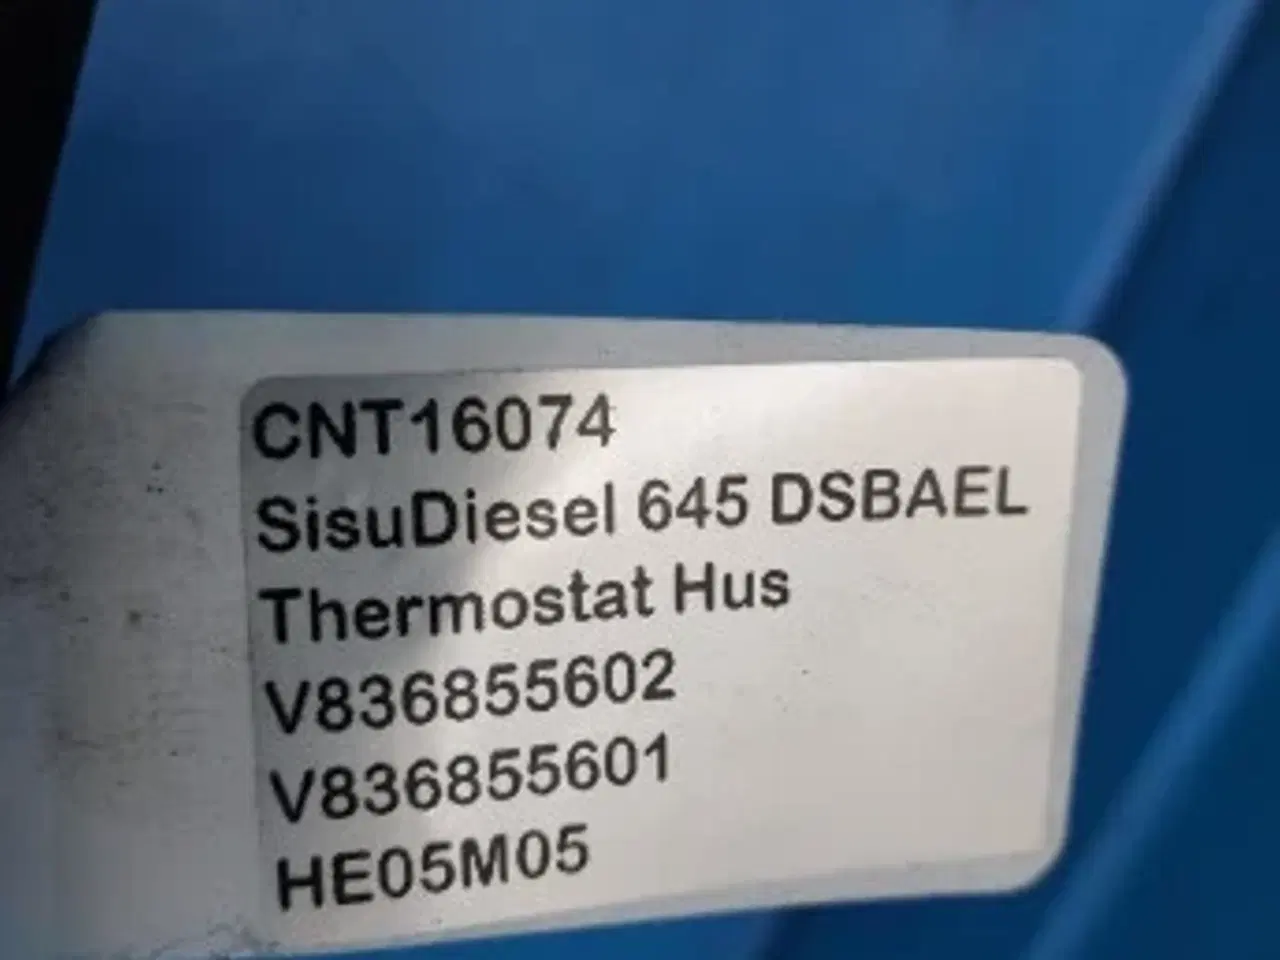 CNT16074
SisuDiesel 645 DSBAEL
Thermostat Hus
V836855602
V836855601
HE05M05